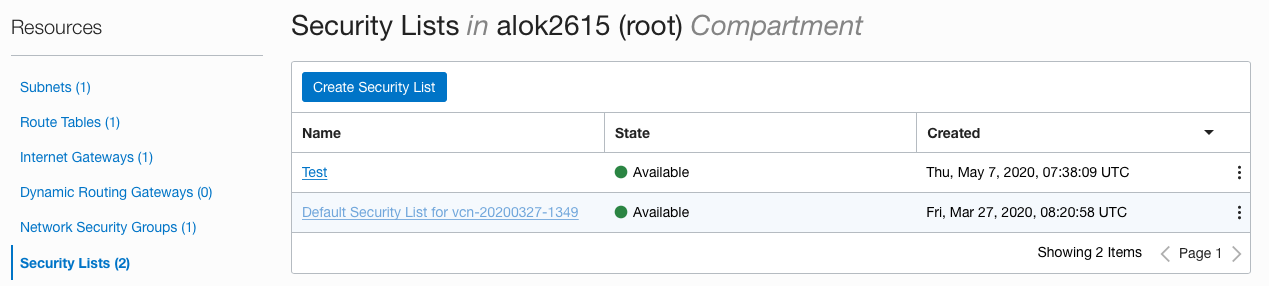 Resources
Subnets (1)
Route Tables (1)
Internet Gateways (1)
Dynamic Routing Gateways (0)
Network Security Groups (1)
Security Lists (2)
Security Lists in alok2615 (root) Compartment
Create Security List
Name State Created
Test Available Thu, May 7, 2020, 07:38:09 UTC
Default Security List for vcn-20200327-1349 Available Fri, Mar 27, 2020, 08:20:58 UTC
Showing 2 Items Page 1